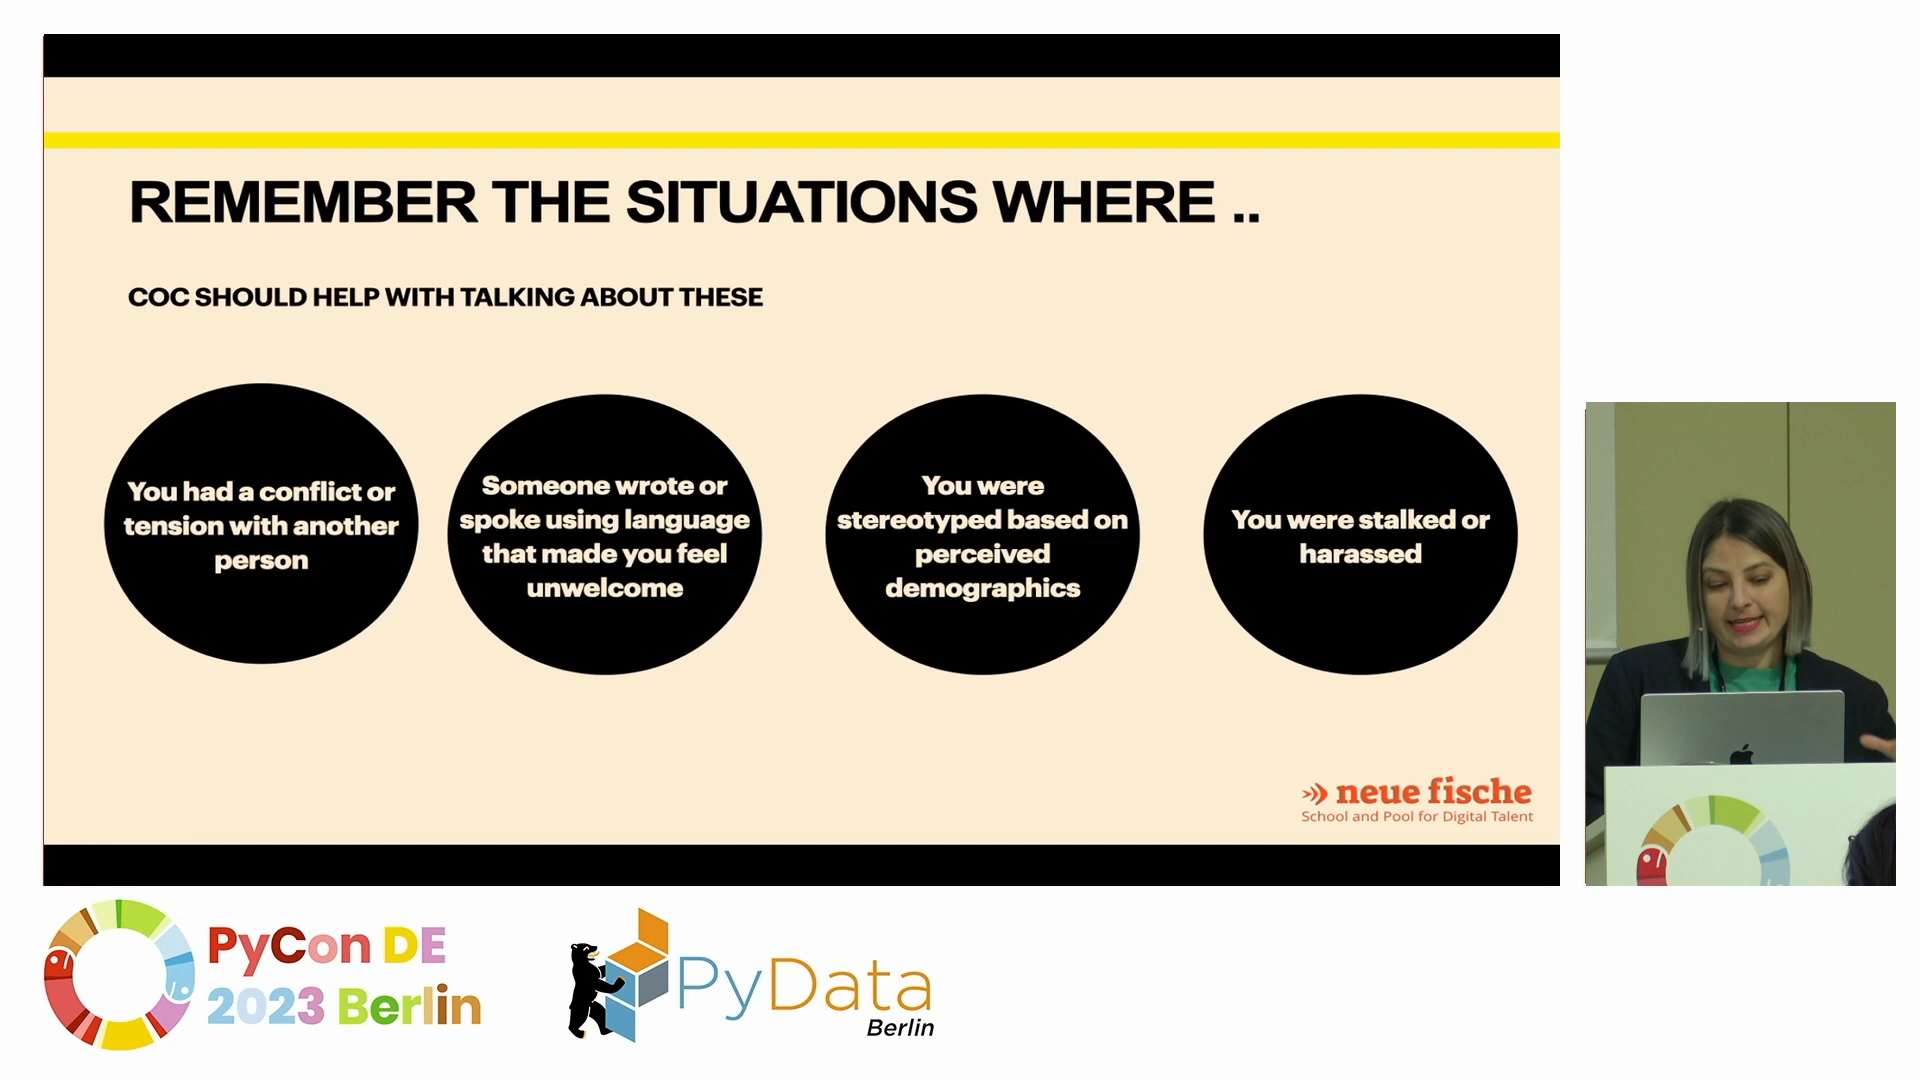 REMEMBER THE SITUATIONS WHERE ..
COC SHOULD HELP WITH TALKING ABOUT THESE
You had a conflict or
tension with another
person
Someone wrote or
spoke using language
that made you feel
unwelcome
You were
stereotyped based on
perceived
demographics
You were stalked or
harassed
neue fische
School and Pool for Digital Talent
PyCon DE
2023 Berlin
PyData
Berlin